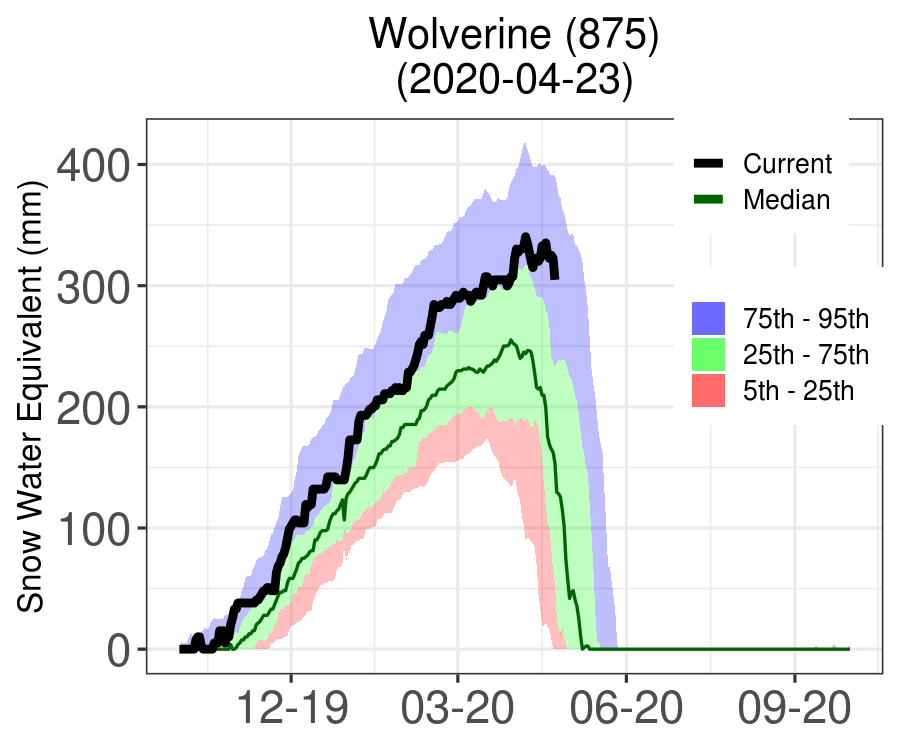 Wolverine (875)
(2020-04-23)
Snow Water Equivalent (mm)
400
300
200
100
0
12-19
03-20
06-20
09-20
Current
Median
75th - 95th
25th - 75th
5th - 25th